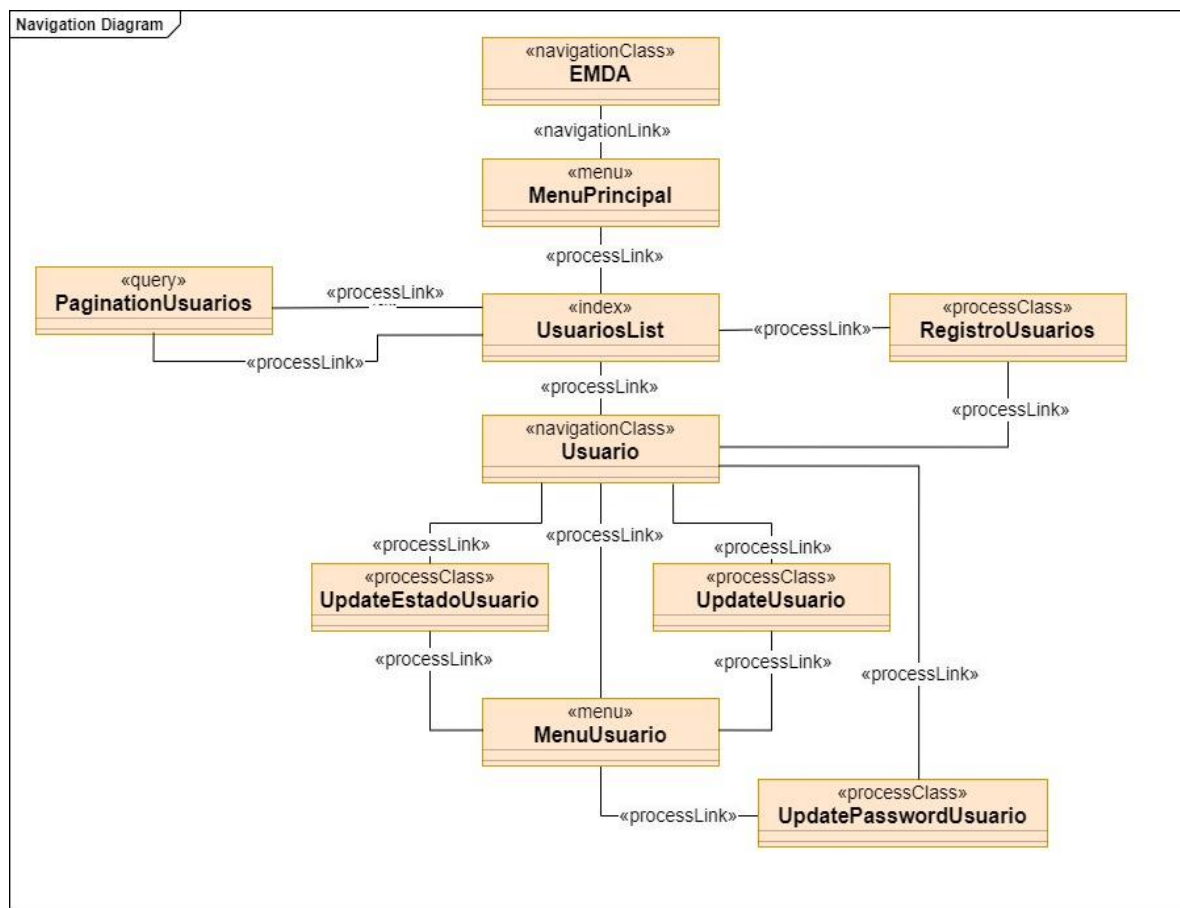 Navigation Diagram
«navigationClass»
EMDA
«navigationLink»
«menu»
MenuPrincipal
«processLink»
«query»
PaginationUsuarios
«processLink»
«processLink»
«index»
UsuariosList
«processLink»
«processClass»
RegistroUsuarios
«processLink»
«processLink»
«navigationClass»
Usuario
«processLink»
«processLink»
«processLink»
«processClass»
UpdateEstadoUsuario
«processClass»
UpdateUsuario
«processLink»
«processLink»
«processLink»
«menu»
MenuUsuario
«processLink»
«processClass»
UpdatePasswordUsuario